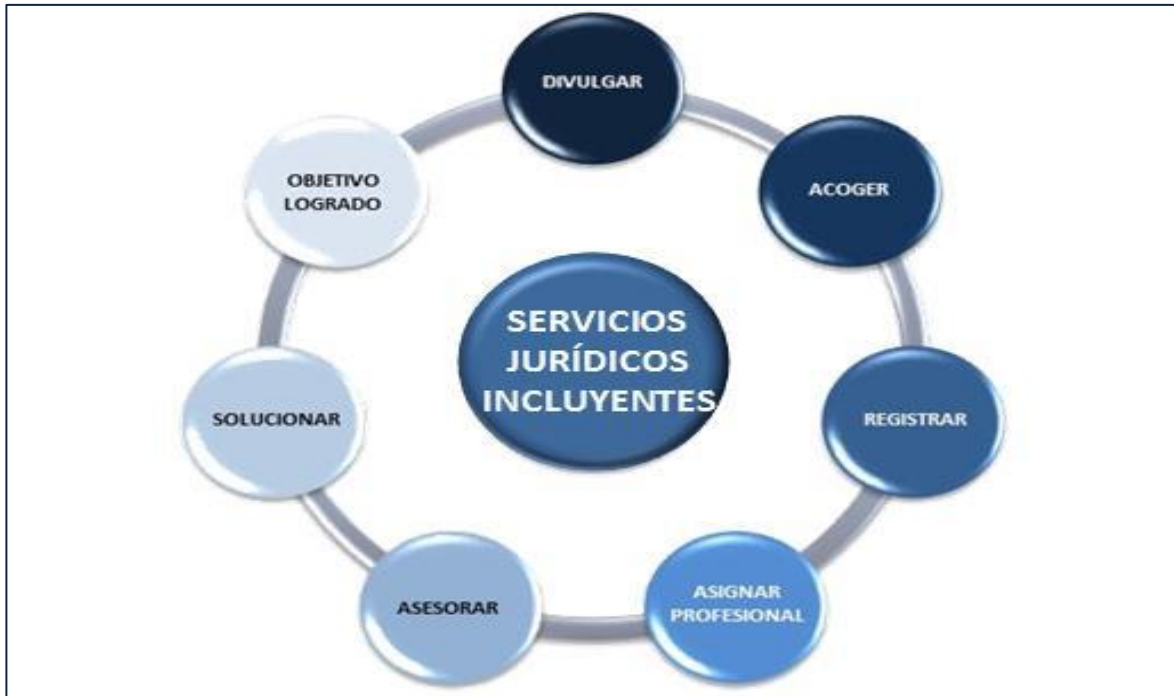 DIVULGAR
ACOGER
REGISTRAR
ASIGNAR
PROFESIONAL
ASESORAR
SOLUCIONAR
OBJETIVO
LOGRADO
SERVICIOS
JURÍDICOS
INCLUYENTES